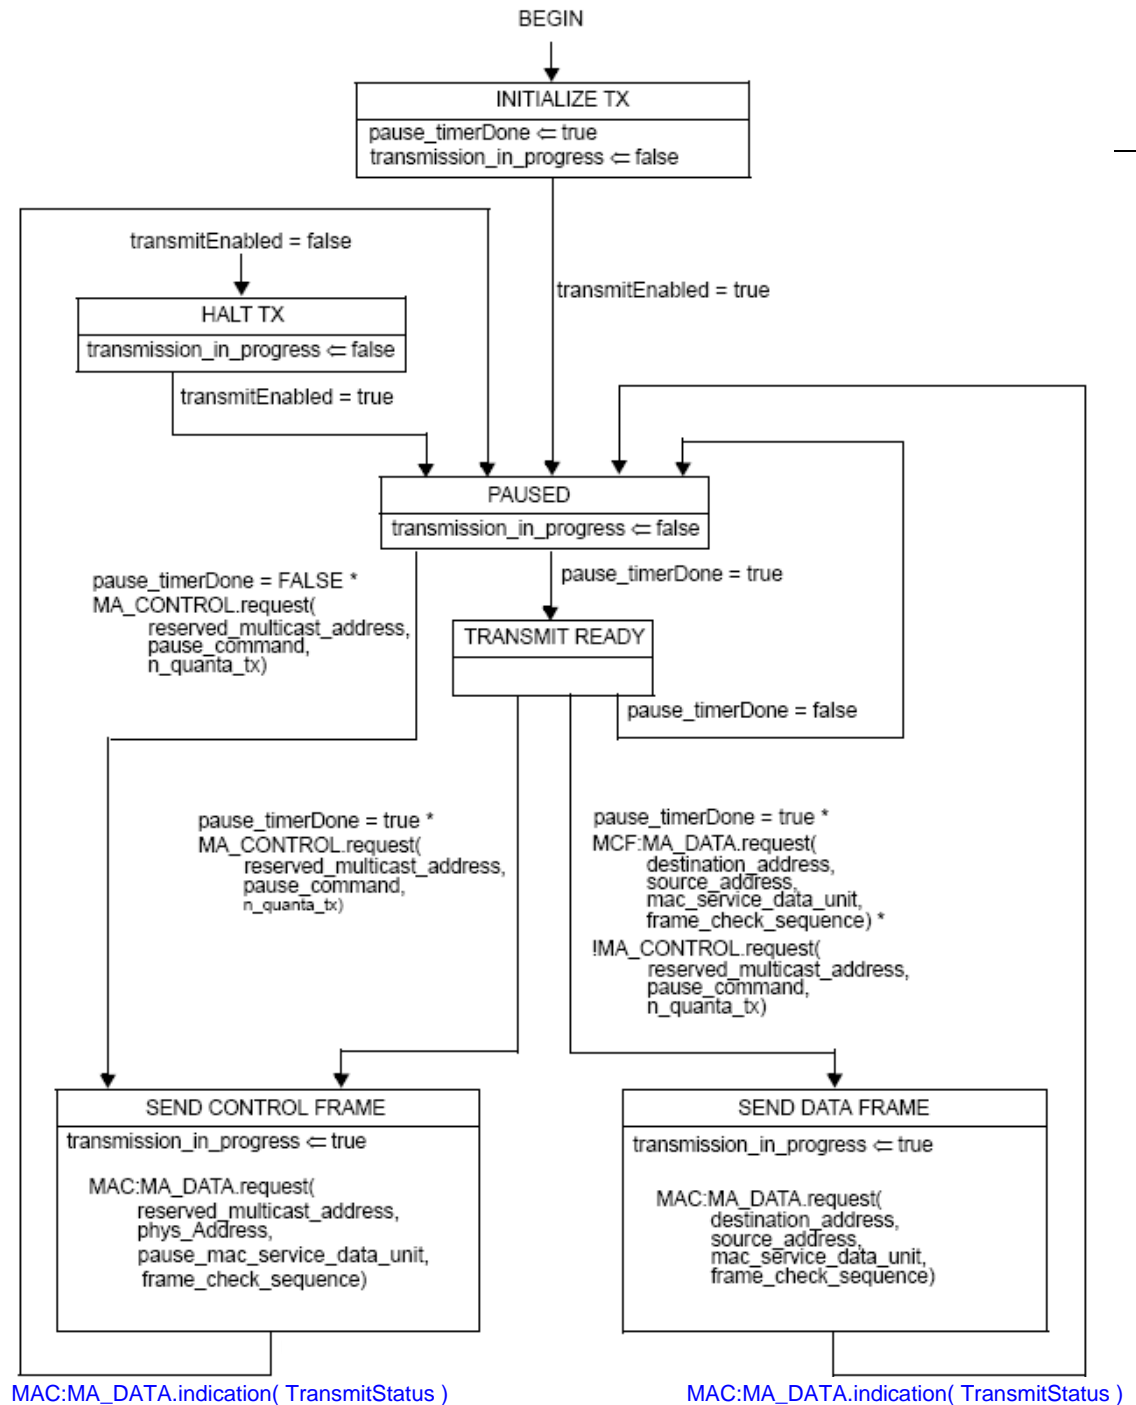 BEGIN
INITIALIZE TX
pause_timerDone ⇐ true
transmission_in_progress ⇐ false
transmitEnabled = false
transmitEnabled = true
HALT TX
transmission_in_progress ⇐ false
transmitEnabled = true
PAUSED
transmission_in_progress ⇐ false
pause_timerDone = FALSE *
MA_CONTROL.request(
reserved_multicast_address,
pause_command,
n_quanta_tx)
pause_timerDone = true
TRANSMIT READY
pause_timerDone = false
pause_timerDone = true *
MA_CONTROL.request(
reserved_multicast_address,
pause_command,
n_quanta_tx)
pause_timerDone = true *
MCF:MA_DATA.request(
destination_address,
source_address,
mac_service_data_unit,
frame_check_sequence) *
!MA_CONTROL.request(
reserved_multicast_address,
pause_command,
n_quanta_tx)
SEND CONTROL FRAME
transmission_in_progress ⇐ true
MAC:MA_DATA.request(
reserved_multicast_address,
phys_Address,
pause_mac_service_data_unit,
frame_check_sequence)
SEND DATA FRAME
transmission_in_progress ⇐ true
MAC:MA_DATA.request(
destination_address,
source_address,
mac_service_data_unit,
frame_check_sequence)
MAC:MA_DATA.indication( TransmitStatus )
MAC:MA_DATA.indication( TransmitStatus )